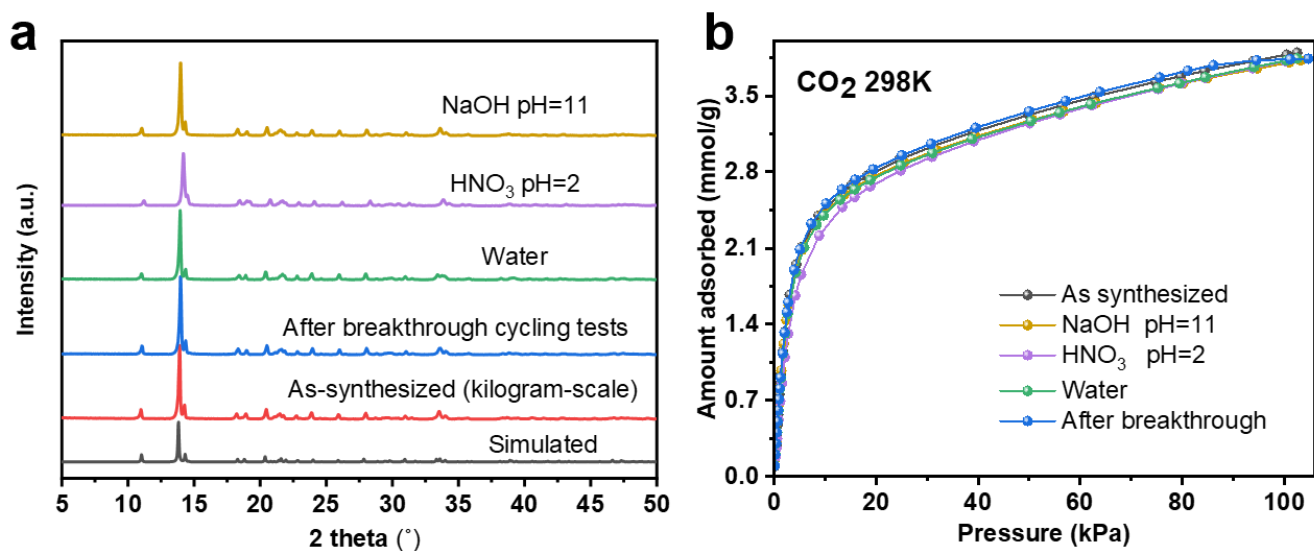 a
Intensity (a.u.)
NaOH pH=11
HNO₃ pH=2
Water
After breakthrough cycling tests
As-synthesized (kilogram-scale)
Simulated
5 10 15 20 25 30 35 40 45 50
2 theta (°)
b
Amount adsorbed (mmol/g)
3.5
2.8
2.1
1.4
0.7
0.0
CO₂ 298K
As synthesized
NaOH pH=11
HNO₃ pH=2
Water
After breakthrough
0 20 40 60 80 100
Pressure (kPa)